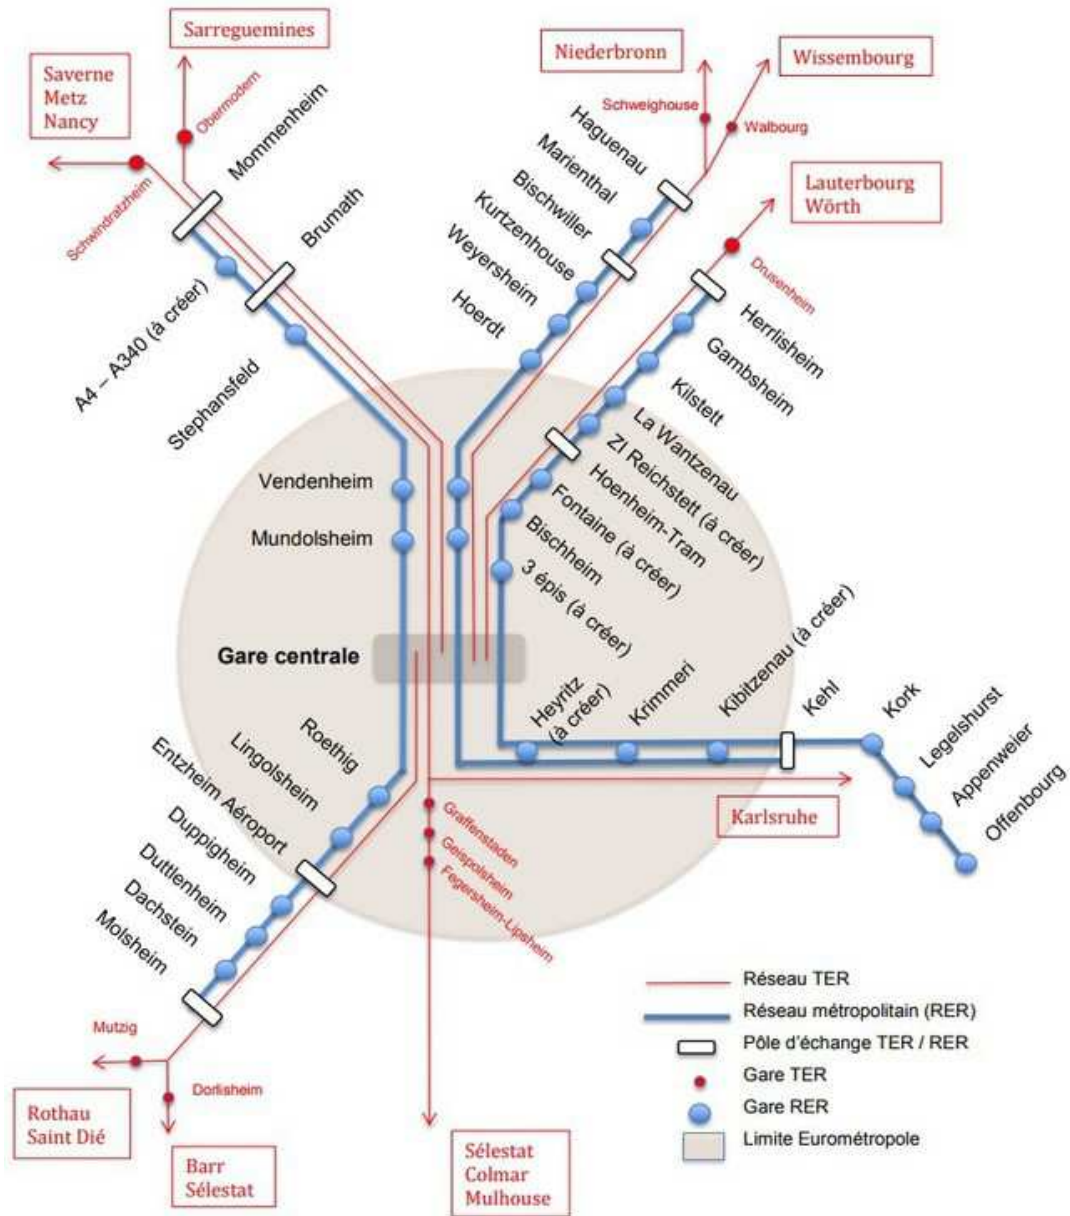 Sarreguemines
Saverne
Metz
Nancy
Niederbronn
Wissembourg
Obermodern
Schweighouse
Walbourg
Schwindratzheim
Mommenheim
Brumath
A4 – A340 (à créer)
Stephansfeld
Haguenau
Marienthal
Bischwiller
Kurtzenhouse
Weyersheim
Hoerdt
Lauterbourg
Wörth
Drusenheim
Herrlisheim
Gambsheim
Kilstett
La Wantzenau
ZI Reichstett (à créer)
Hoenheim-Tram
Fontaine (à créer)
Bischheim
3 épis (à créer)
Vendenheim
Mundolsheim
Gare centrale
Heyritz
(à créer)
Krimmeri
Kibitzenau (à créer)
Kehl
Kork
Legelshurst
Appenweier
Offenbourg
Karlsruhe
Roethig
Lingolsheim
Entzheim Aéroport
Duppigheim
Duttlenheim
Dachstein
Molsheim
Graffenstaden
Geispolsheim
Fegersheim-Lipsheim
Mutzig
Dorlisheim
Rothau
Saint Dié
Barr
Sélestat
Sélestat
Colmar
Mulhouse
Réseau TER
Réseau métropolitain (RER)
Pôle d'échange TER / RER
Gare TER
Gare RER
Limite Eurométropole